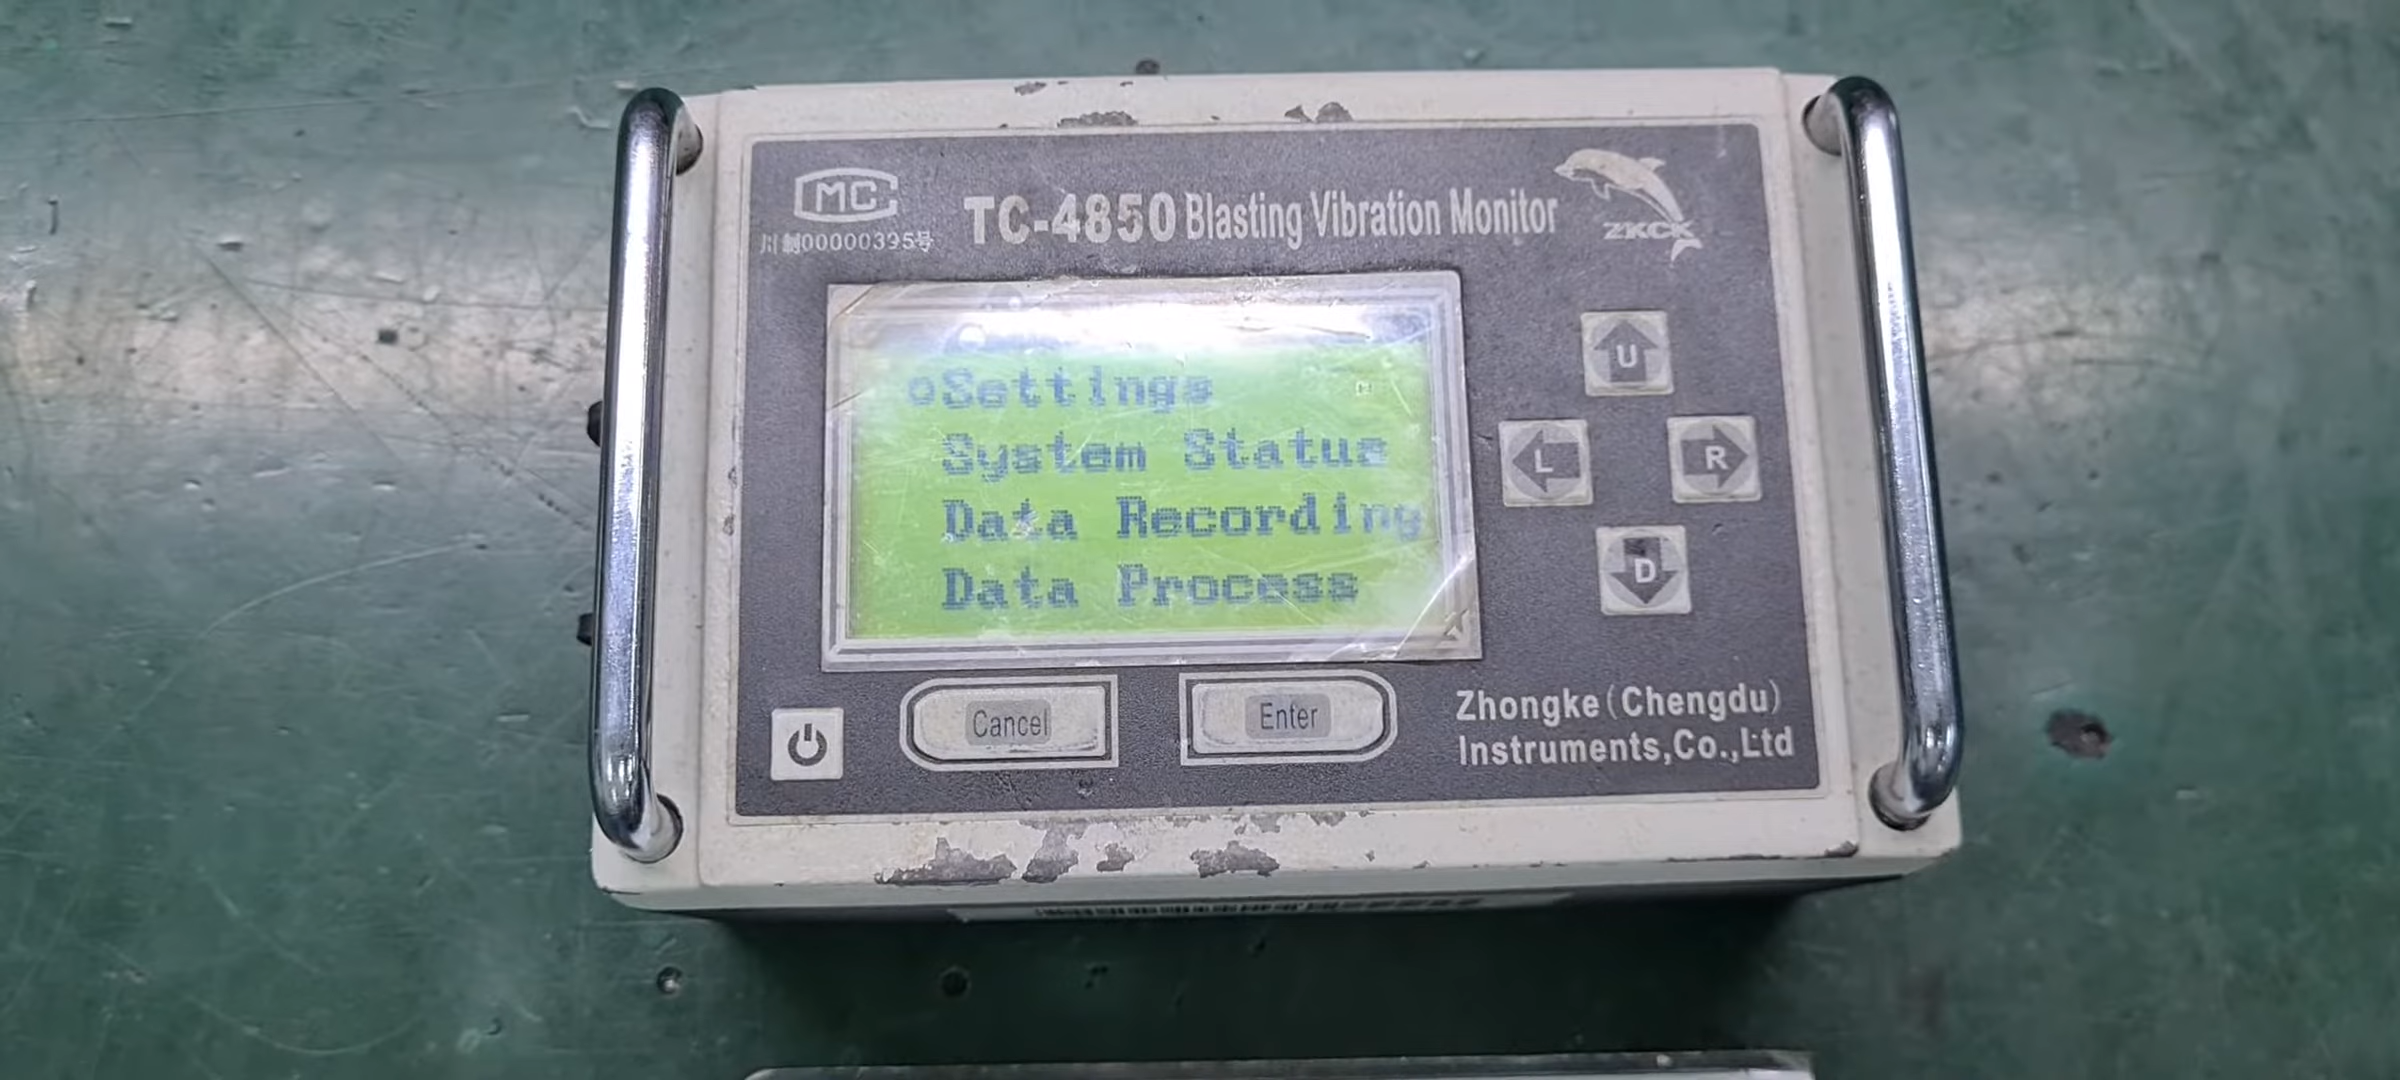 MC
川制00000395号
TC-4850 Blasting Vibration Monitor
ZKCK
Settings
System Status
Data Recording
Data Process
U
L
R
D
Cancel
Enter
Zhongke(Chengdu)
Instruments,Co.,Ltd